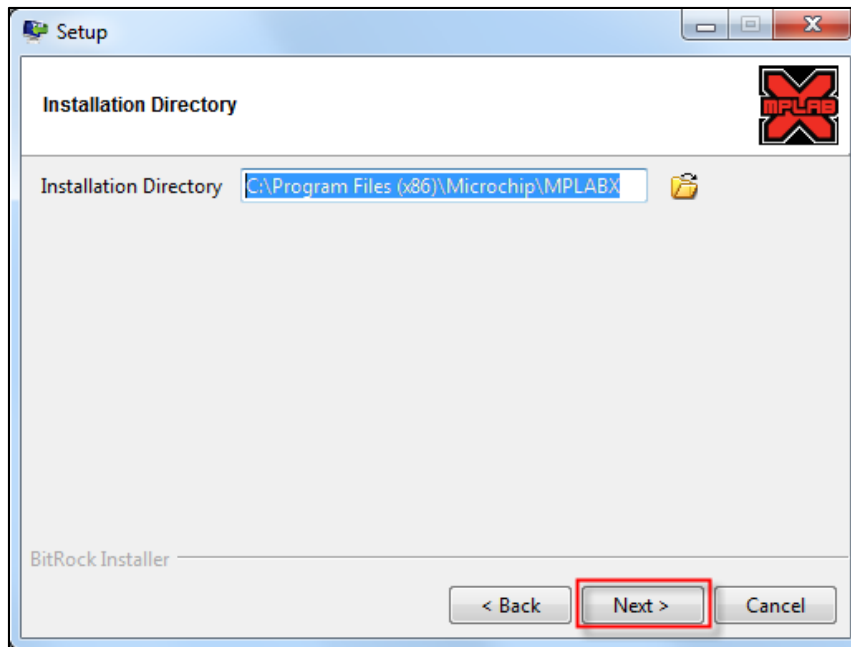 Setup
Installation Directory
MPLAB
Installation Directory C:\Program Files (x86)\Microchip\MPLABX
BitRock Installer
< Back Next > Cancel